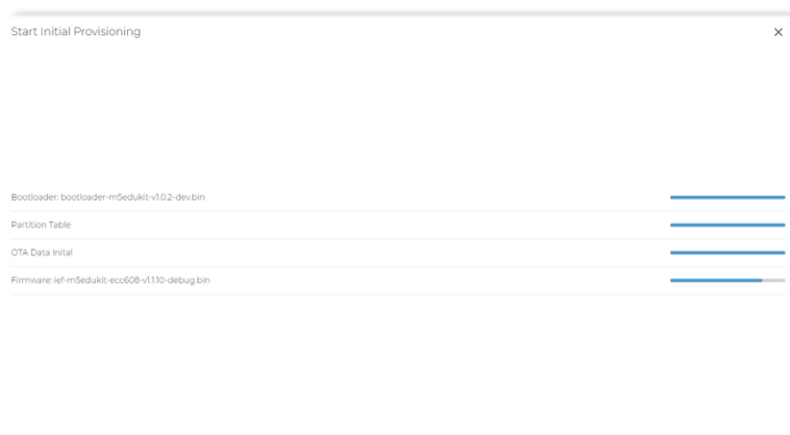 Start Initial Provisioning
Bootloader: bootloader-m5edukit-v1.0.2-dev.bin
Partition Table
OTA Data Inital
Firmware: ief-m5edukit-ecc608-v1.1.10-debug.bin